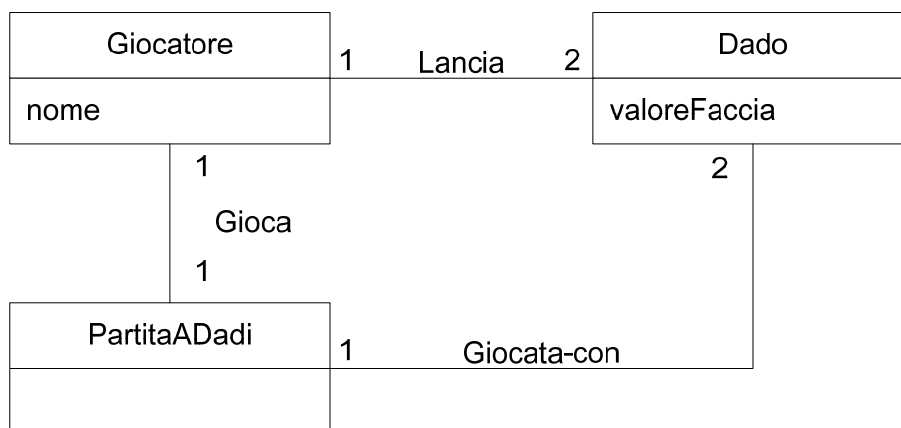 Giocatore
Dado
1 Lancia 2
nome
valoreFaccia
1
2
Gioca
1
PartitaADadi
1 Giocata-con